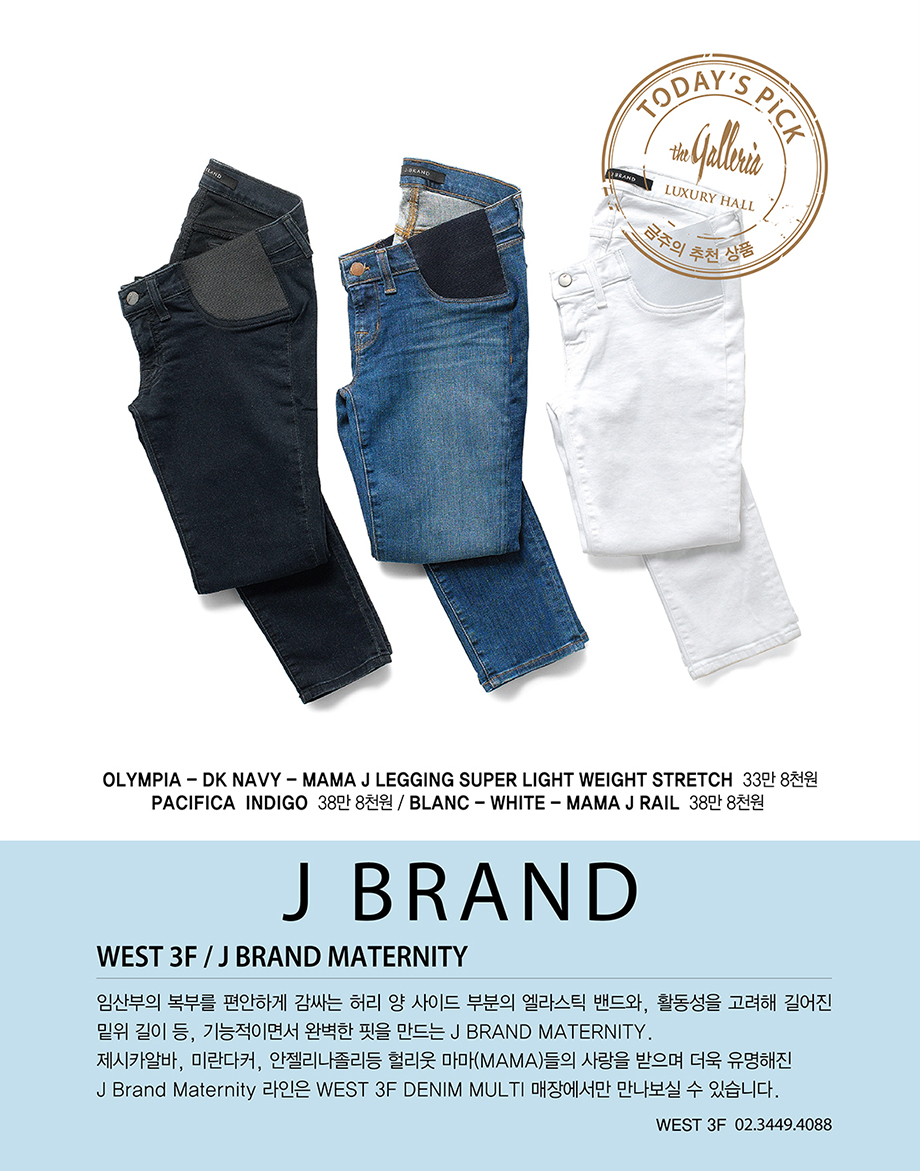 TODAY'S PICK
the Galleria
LUXURY HALL
금주의 추천 상품
J BRAND
J BRAND
OLYMPIA – DK NAVY – MAMA J LEGGING SUPER LIGHT WEIGHT STRETCH 33만 8천원
PACIFICA INDIGO 38만 8천원 / BLANC – WHITE – MAMA J RAIL 38만 8천원
J BRAND
WEST 3F / J BRAND MATERNITY
임산부의 복부를 편안하게 감싸는 허리 양 사이드 부분의 엘라스틱 밴드와, 활동성을 고려해 길어진
밑위 길이 등, 기능적이면서 완벽한 핏을 만드는 J BRAND MATERNITY.
제시카알바, 미란다커, 안젤리나졸리등 헐리웃 마마(MAMA)들의 사랑을 받으며 더욱 유명해진
J Brand Maternity 라인은 WEST 3F DENIM MULTI 매장에서만 만나보실 수 있습니다.
WEST 3F 02.3449.4088